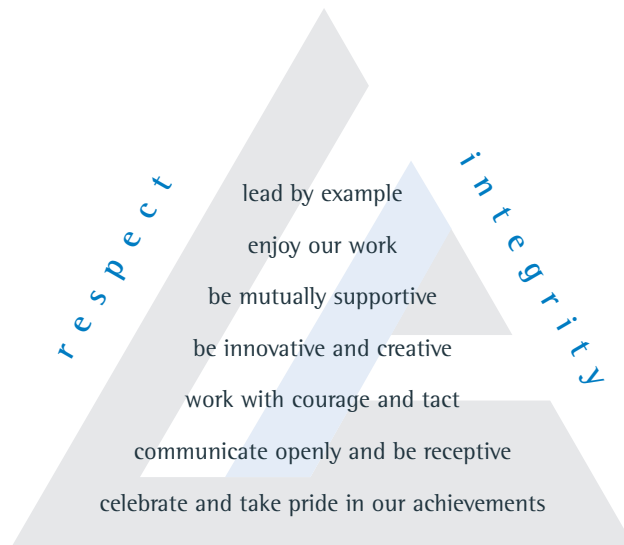 respect
integrity
lead by example
enjoy our work
be mutually supportive
be innovative and creative
work with courage and tact
communicate openly and be receptive
celebrate and take pride in our achievements